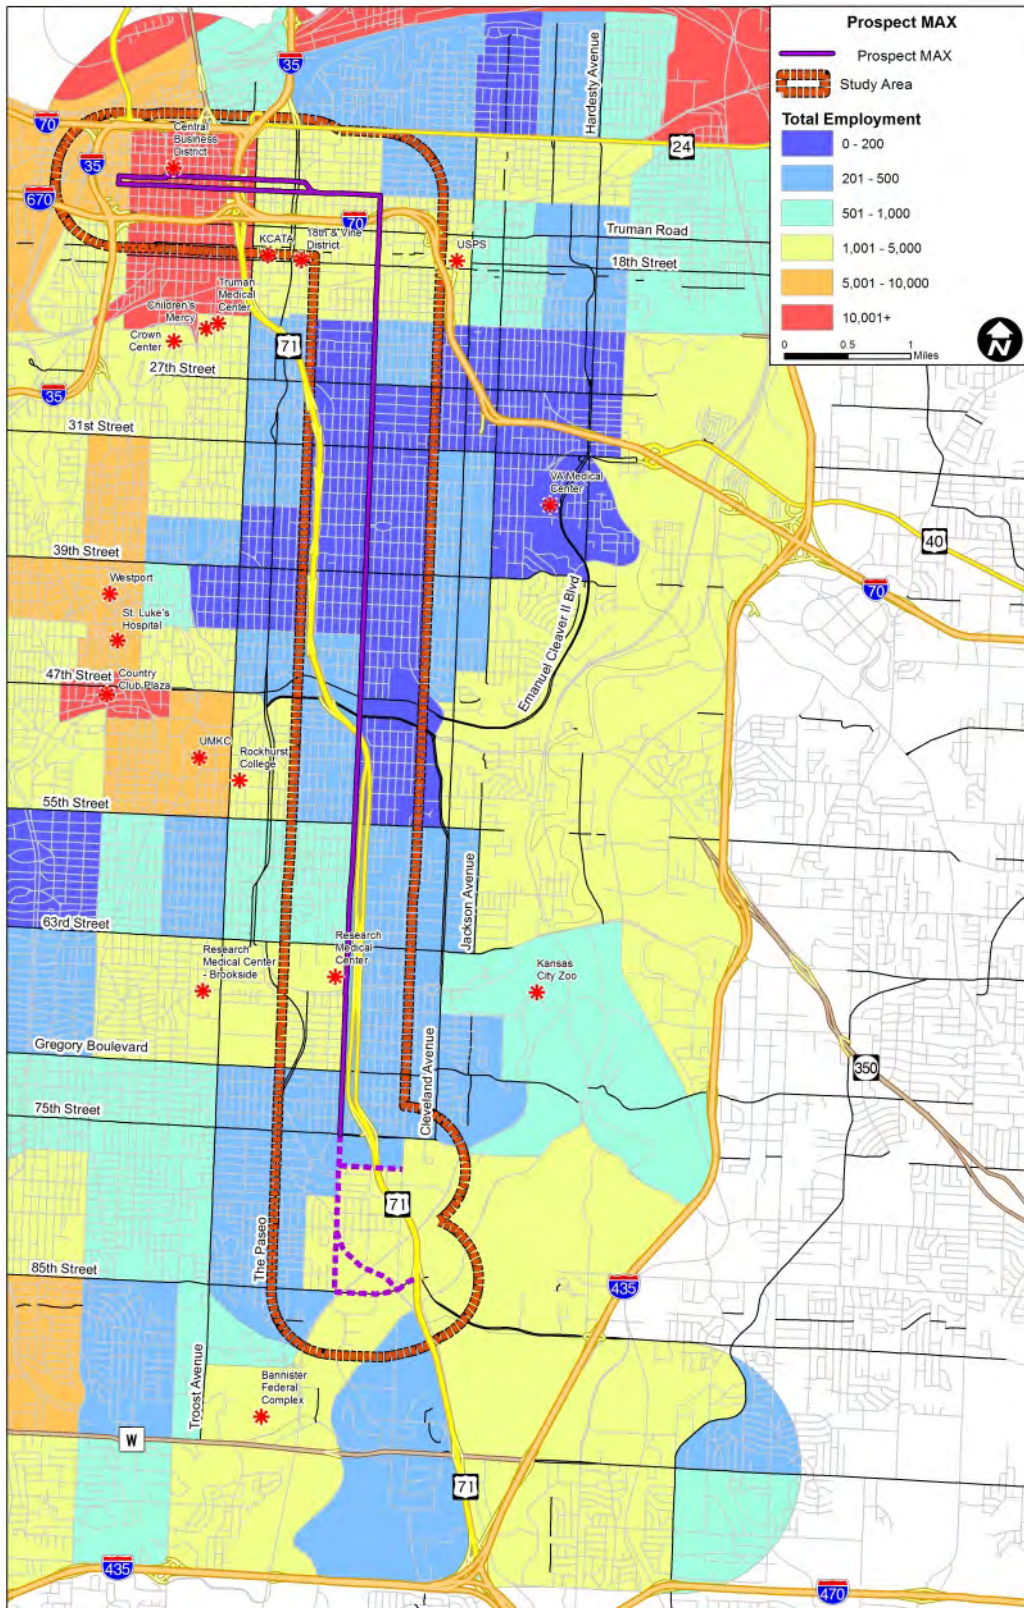 Prospect MAX
Prospect MAX
Study Area
Total Employment
0 - 200
201 - 500
501 - 1,000
1,001 - 5,000
5,001 - 10,000
10,001+
0 0.5 1
Miles
N
35
Hardesty Avenue
70
Central
Business
District
24
35
670
70
Truman Road
KCATA
18th & Vine
District
USPS
18th Street
Truman
Medical
Center
Children's
Mercy
Crown
Center
71
27th Street
35
31st Street
VA Medical
Center
40
39th Street
70
Westport
Emanuel Cleaver II Blvd
St. Luke's
Hospital
47th Street
Country
Club Plaza
UMKC
Rockhurst
College
55th Street
Jackson Avenue
63rd Street
Research
Medical
Center
Research
Medical Center
- Brookside
Kansas
City Zoo
Gregory Boulevard
350
Cleveland Avenue
75th Street
71
The Paseo
85th Street
435
Troost Avenue
Bannister
Federal
Complex
W
71
435
470